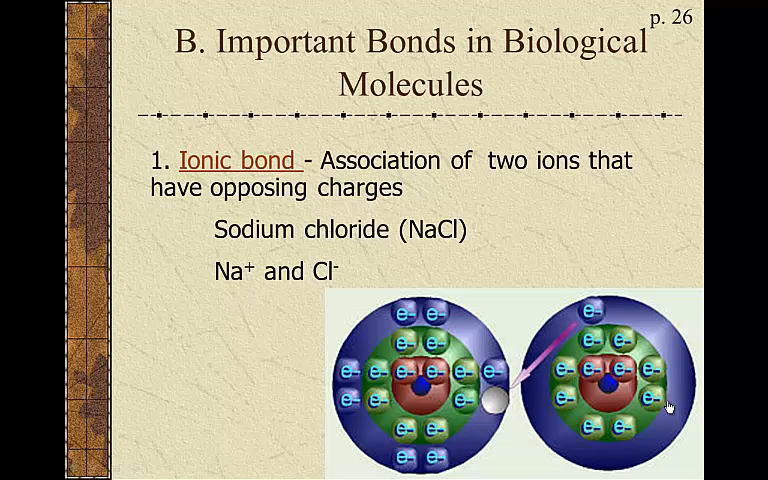 p. 26
B. Important Bonds in Biological
Molecules
1. Ionic bond - Association of two ions that
have opposing charges
Sodium chloride (NaCl)
Na⁺ and Cl⁻
e- e-
e- e-
e- e- e- e- e- e-
e- e- e-
e- e-
e- e-
e-
e- e-
e- e- e- e-
e- e-
e- e-